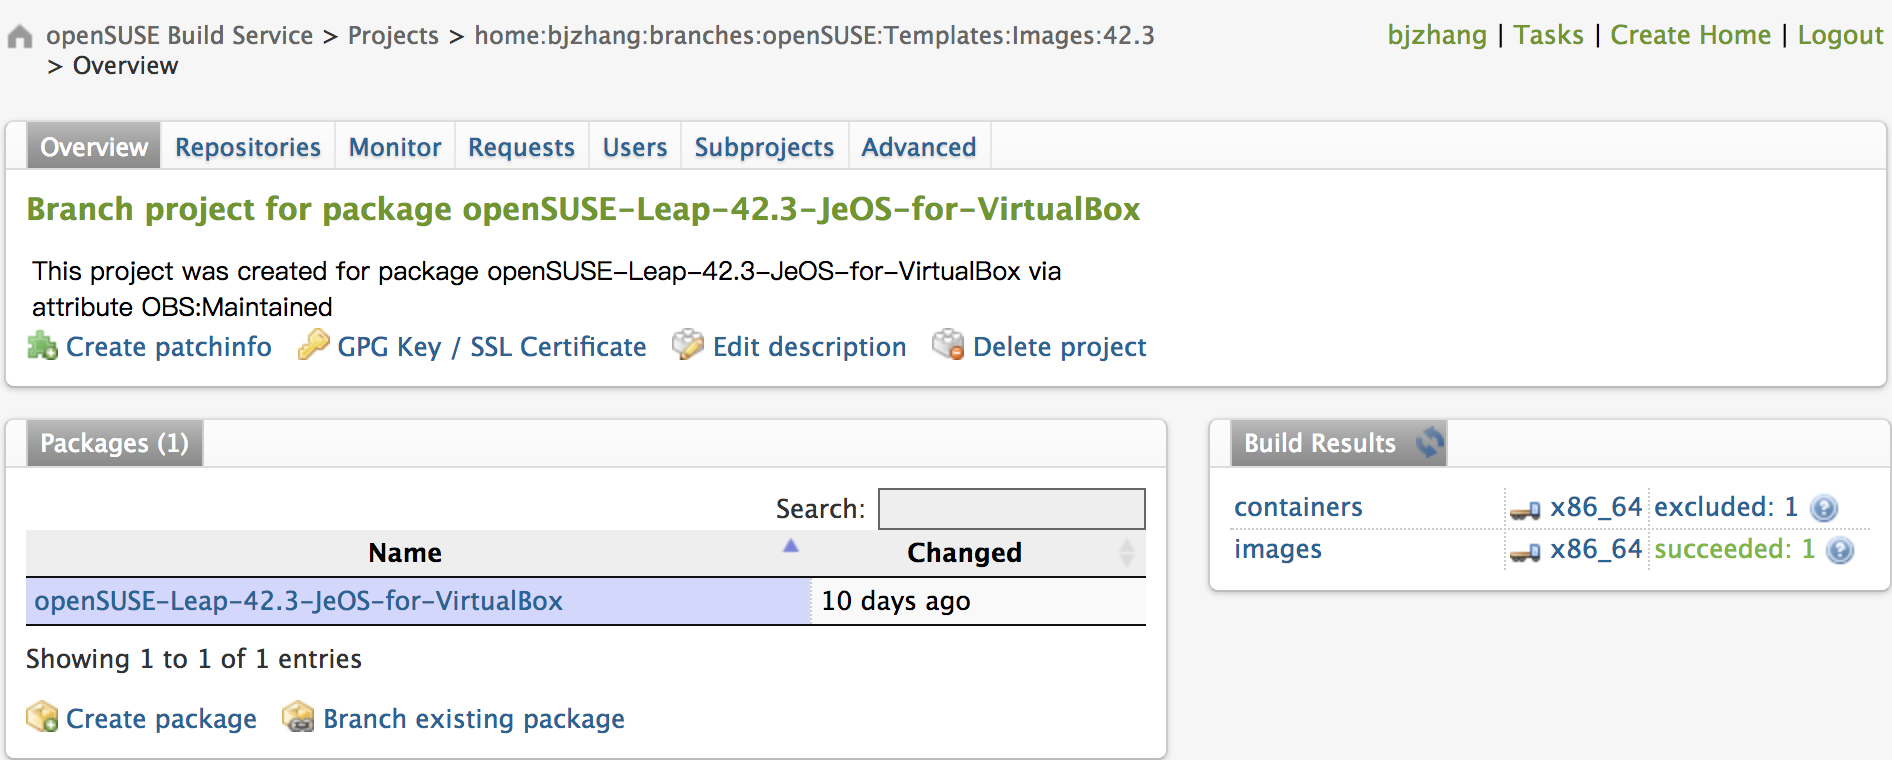 openSUSE Build Service > Projects > home:bjzhang:branches:openSUSE:Templates:Images:42.3
> Overview
bjzhang | Tasks | Create Home | Logout
Overview Repositories Monitor Requests Users Subprojects Advanced
Branch project for package openSUSE-Leap-42.3-JeOS-for-VirtualBox
This project was created for package openSUSE-Leap-42.3-JeOS-for-VirtualBox via
attribute OBS:Maintained
Create patchinfo GPG Key / SSL Certificate Edit description Delete project
Packages (1)
Search:
Name Changed
openSUSE-Leap-42.3-JeOS-for-VirtualBox 10 days ago
Showing 1 to 1 of 1 entries
Create package Branch existing package
Build Results
containers x86_64 excluded: 1
images x86_64 succeeded: 1